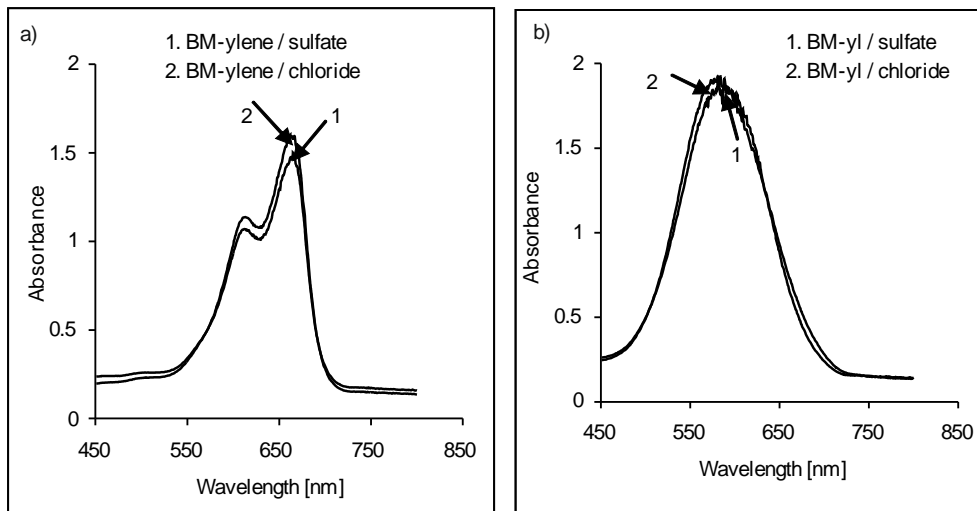 a)
1. BM-ylene / sulfate
2. BM-ylene / chloride
2
2
1
1.5
1
0.5
0
450
550
650
750
850
Absorbance
Wavelength [nm]
b)
1. BM-yl / sulfate
2. BM-yl / chloride
2
2
1
1.5
1
0.5
0
450
550
650
750
850
Absorbance
Wavelength [nm]